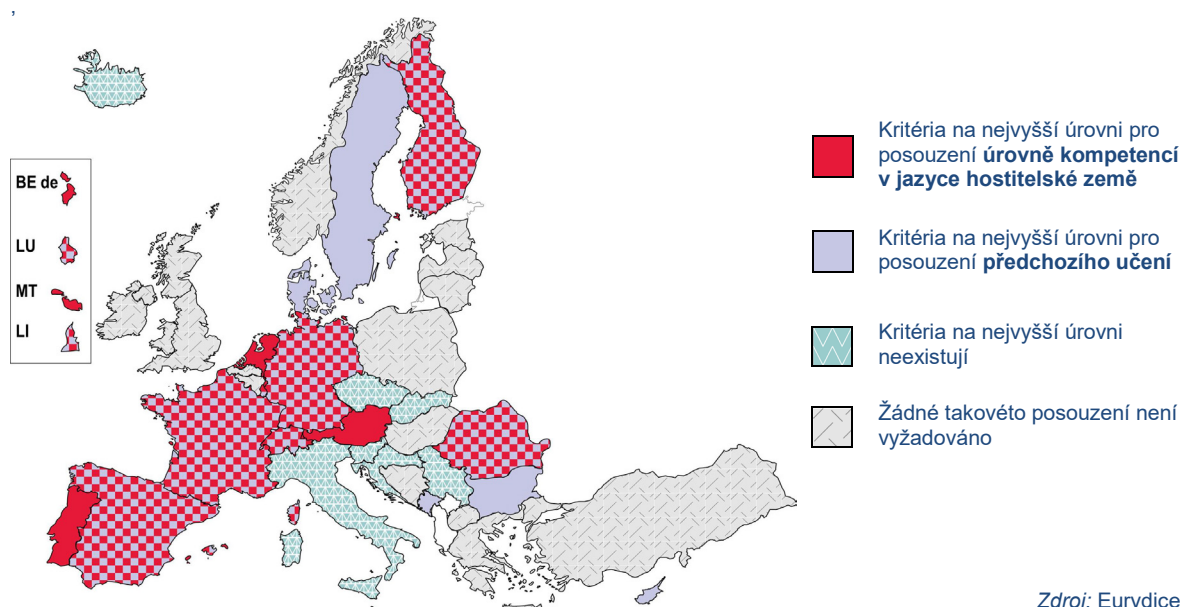 ,
BE de
LU
MT
LI
Kritéria na nejvyšší úrovni pro
posouzení úrovně kompetencí
v jazyce hostitelské země
Kritéria na nejvyšší úrovni pro
posouzení předchozího učení
Kritéria na nejvyšší úrovni
neexistují
Žádné takovéto posouzení není
vyžadováno
Zdroj: Eurydice